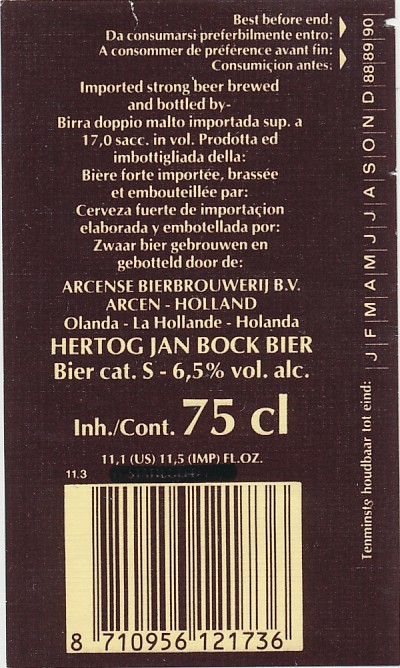 Best before end:
Da consumarsi preferbilmente entro:
A consommer de préférence avant fin:
Consumiçion antes:
Imported strong beer brewed
and bottled by-
Birra doppio malto importada sup. a
17,0 sacc. in vol. Prodotta ed
imbottigliada della:
Bière forte importée, brassée
et embouteillée par:
Cerveza fuerte de importaçion
elaborada y embotellada por:
Zwaar bier gebrouwen en
gebotteld door de:
ARCENSE BIERBROUWERIJ B.V.
ARCEN - HOLLAND
Olanda - La Hollande - Holanda
HERTOG JAN BOCK BIER
Bier cat. S - 6,5% vol. alc.
Inh./Cont. 75 cl
11,1 (US) 11,5 (IMP) FL.OZ.
11.3
8 710956 121736
Tenminste houdbaar tot eind: J|F|M|A|M|J|J|A|S|O|N|D|88|89|90|